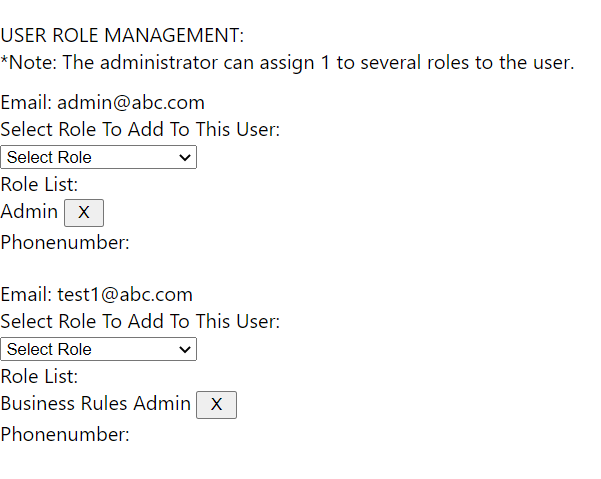 USER ROLE MANAGEMENT:
*Note: The administrator can assign 1 to several roles to the user.
Email: admin@abc.com
Select Role To Add To This User:
Select Role
Role List:
Admin X
Phonenumber:
Email: test1@abc.com
Select Role To Add To This User:
Select Role
Role List:
Business Rules Admin X
Phonenumber: